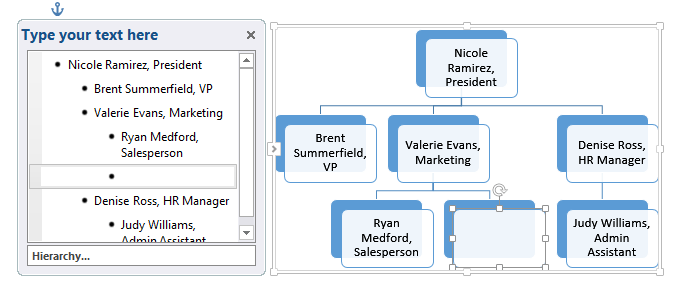 Type your text here
Nicole Ramirez, President
Brent Summerfield, VP
Valerie Evans, Marketing
Ryan Medford,
Salesperson
Denise Ross, HR Manager
Judy Williams,
Admin Assistant
Hierarchy...
Nicole
Ramirez,
President
Brent
Summerfield,
VP
Valerie Evans,
Marketing
Denise Ross,
HR Manager
Ryan
Medford,
Salesperson
Judy Williams,
Admin
Assistant